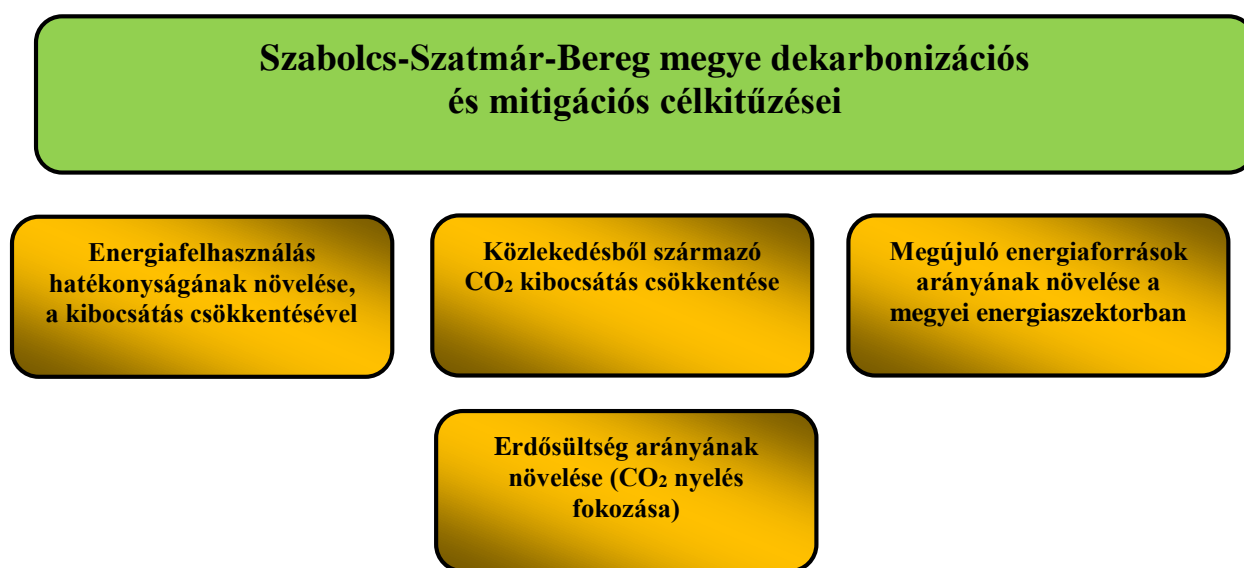 Szabolcs-Szatmár-Bereg megye dekarbonizációs
és mitigációs célkitűzései
Energiafelhasználás
hatékonyságának növelése,
a kibocsátás csökkentésével
Közlekedésből származó
CO₂ kibocsátás csökkentése
Megújuló energiaforrások
arányának növelése a
megyei energiaszektorban
Erdősültség arányának
növelése (CO₂ nyelés
fokozása)